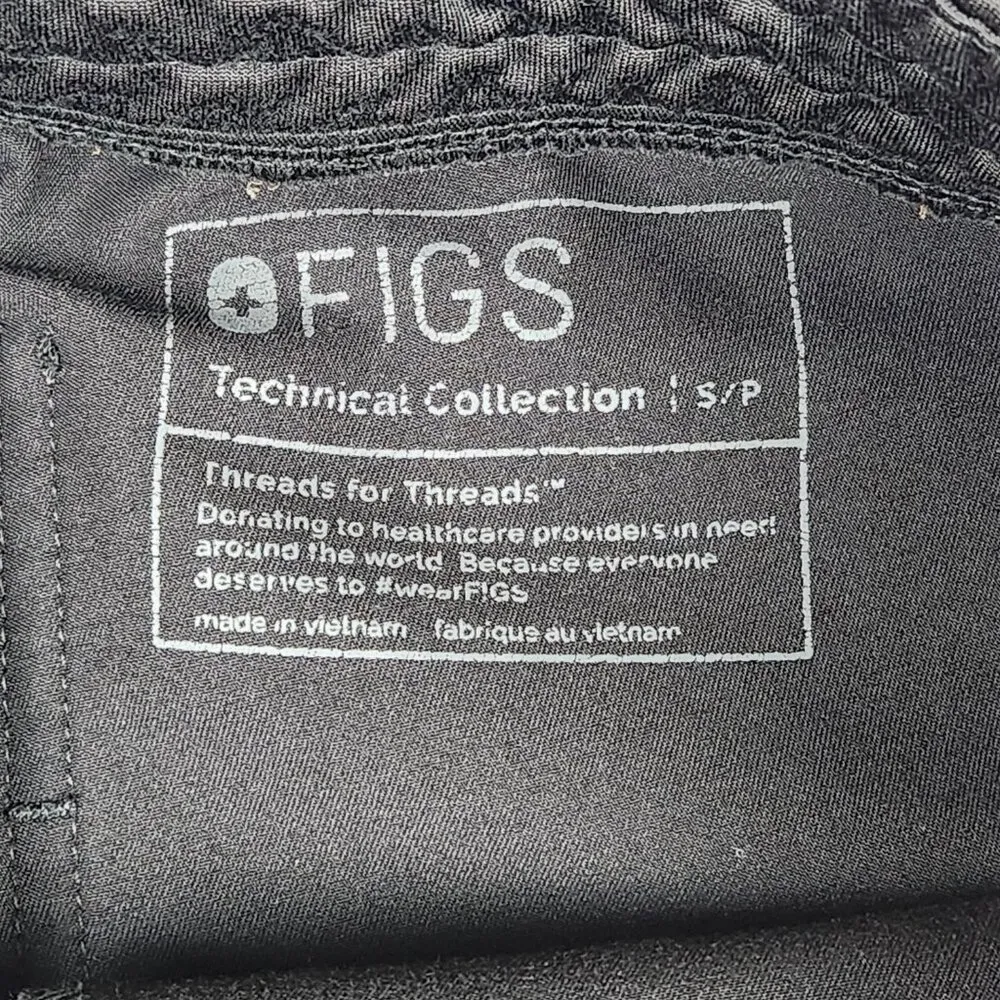 FIGS
Technical Collection | S/P
Threads for Threads™
Donating to healthcare providers in need
around the world. Because everyone
deserves to #wearFIGS
made in vietnam fabriqué au vietnam